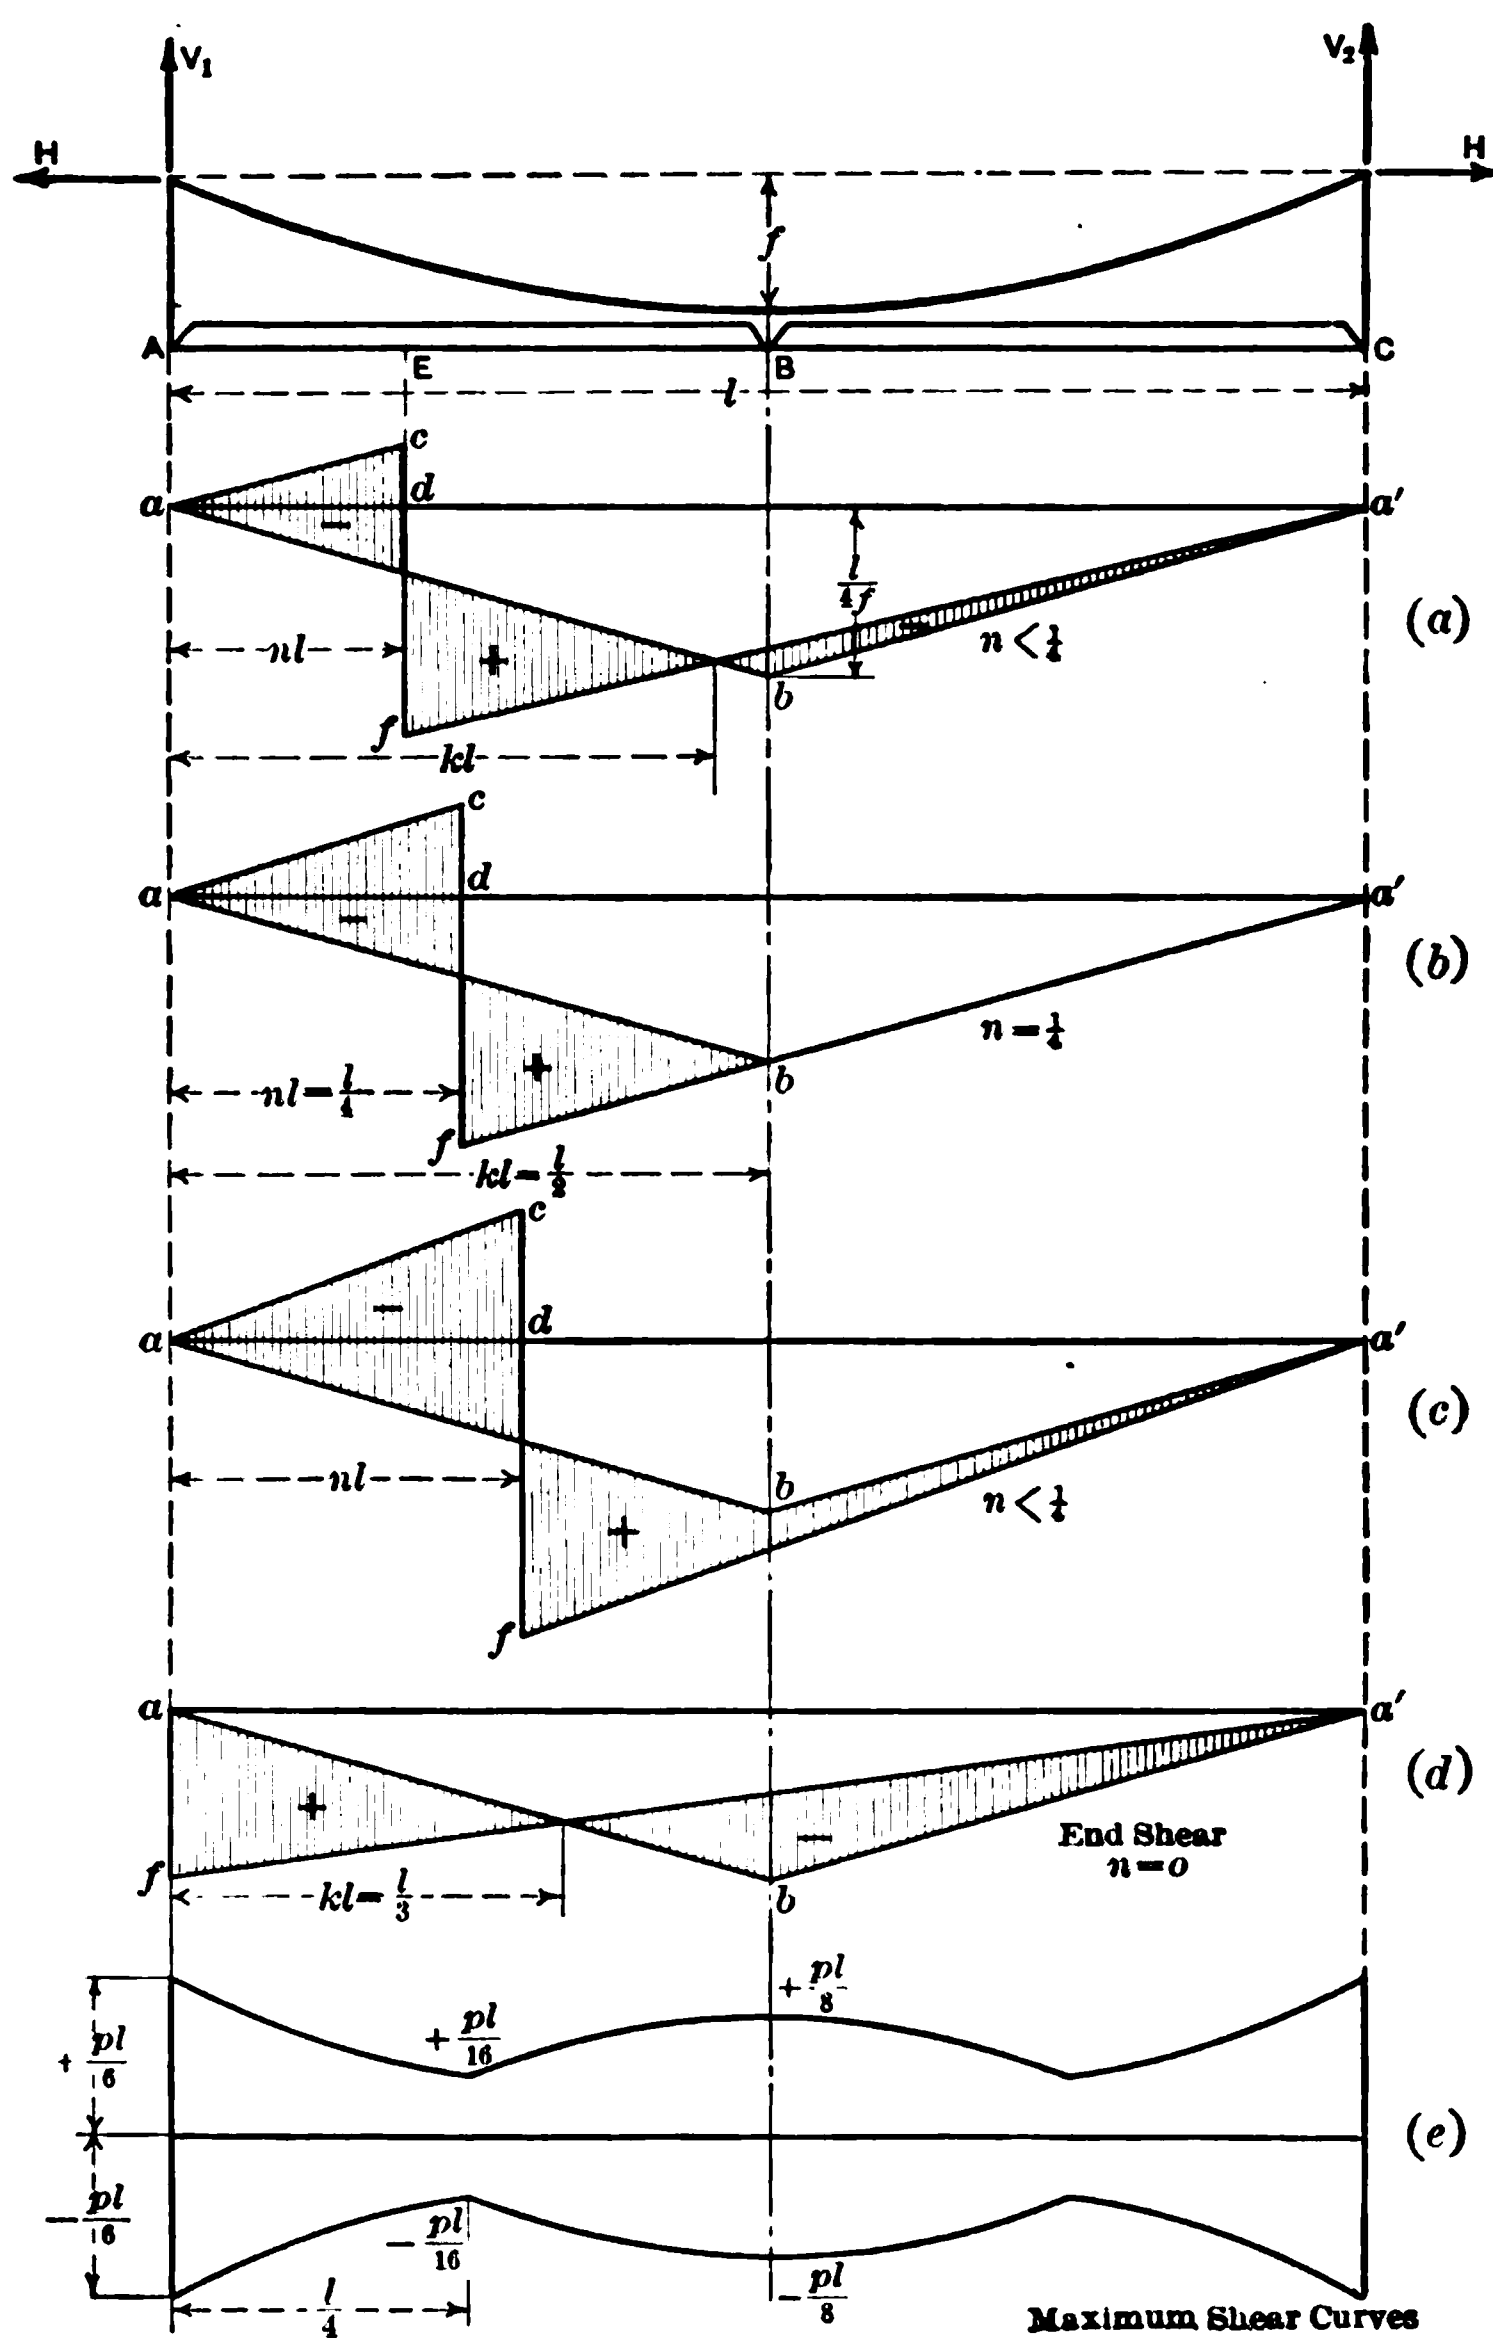 V₁ V₂
H H
f
A E B C
l
c
a d a′
l/4f
(a)
nl + n < 1/4
b
f
kl
c
d
a a′
(b)
n = 1/4
+
nl = l/4 b
f
kl = l/2
c
d
a a′
(c)
nl b
n < 1/4
+
f
a a′
(d)
+
End Shear
f n = o
kl = l/3 b
+ pl/8
+ pl/16
+ pl/6
(e)
− pl/6
− pl/16
l/4 − pl/8
Maximum Shear Curves